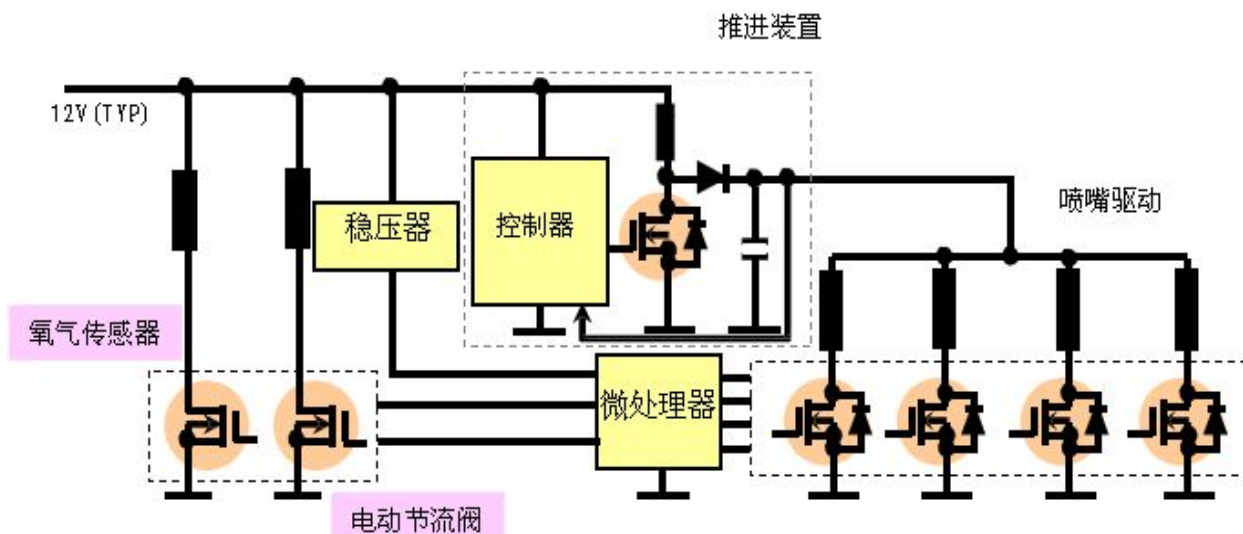 推进装置
12V (TYP)
稳压器
控制器
喷嘴驱动
氧气传感器
微处理器
电动节流阀